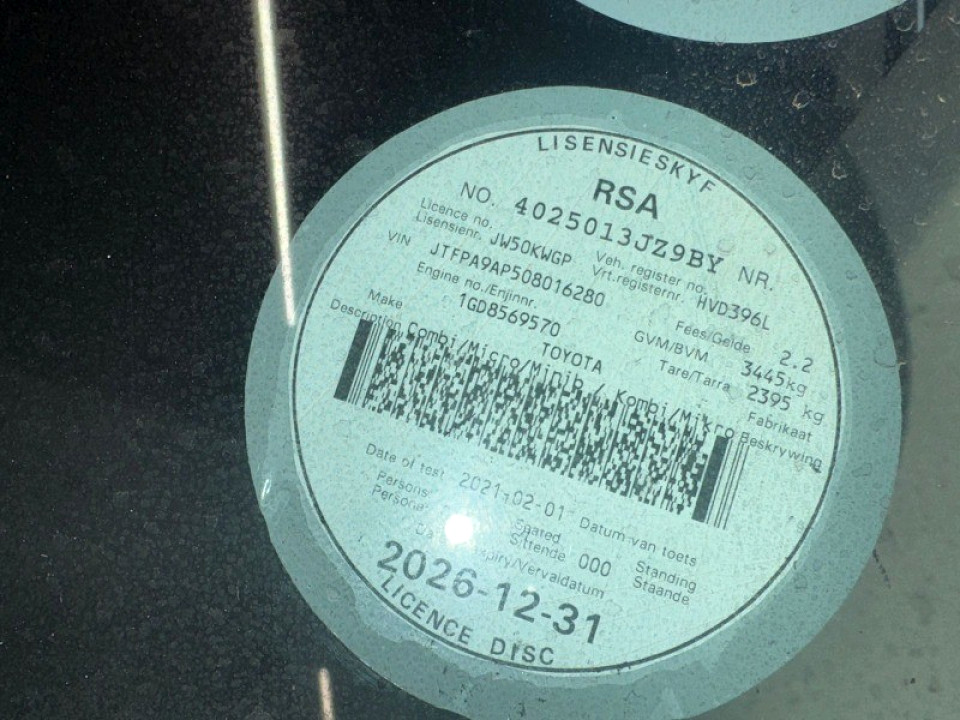 LISENSIESKYF
RSA
NO. 4025013JZ9BY NR.
Licence no. JW50KWGP Veh. register no. HVD396L
Lisensienr. Vrt.registernr.
VIN JTFPA9AP508016280 Fees/Gelde 2.2
Engine no./Enjinnr. 1GD8569570 GVM/BVM 3445kg
Tare/Tarra 2395 kg
Make TOYOTA Fabrikaat
Description Combi/Micro/Minib / Kombi/Mikro Beskrywing
Date of test 2021-02-01 Datum van toets
Persons Seated 000 Standing
Sittende Staande
Expiry/Vervaldatum
2026-12-31
LICENCE DISC